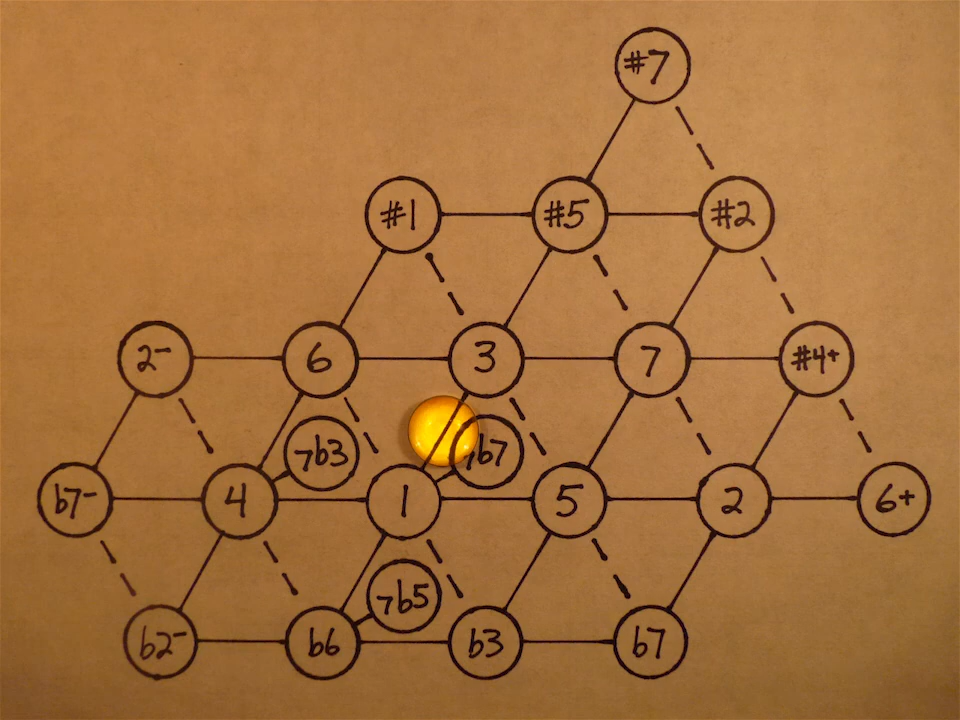 #7
#1 #5 #2
2- 6 3 7 #4+
7b3 7b7
b7- 4 1 5 2 6+
7b5
b2- b6 b3 b7